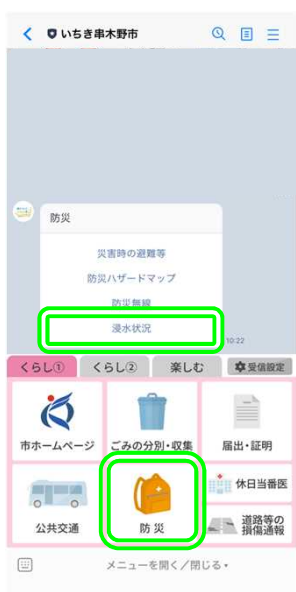 いちき串木野市
防災
災害時の避難等
防災ハザードマップ
防災無線
浸水状況
10:22
くらし① くらし② 楽しむ 受信設定
市ホームページ ごみの分別・収集 届出・証明
休日当番医
公共交通 防 災 道路等の
損傷通報
メニューを開く/閉じる▾